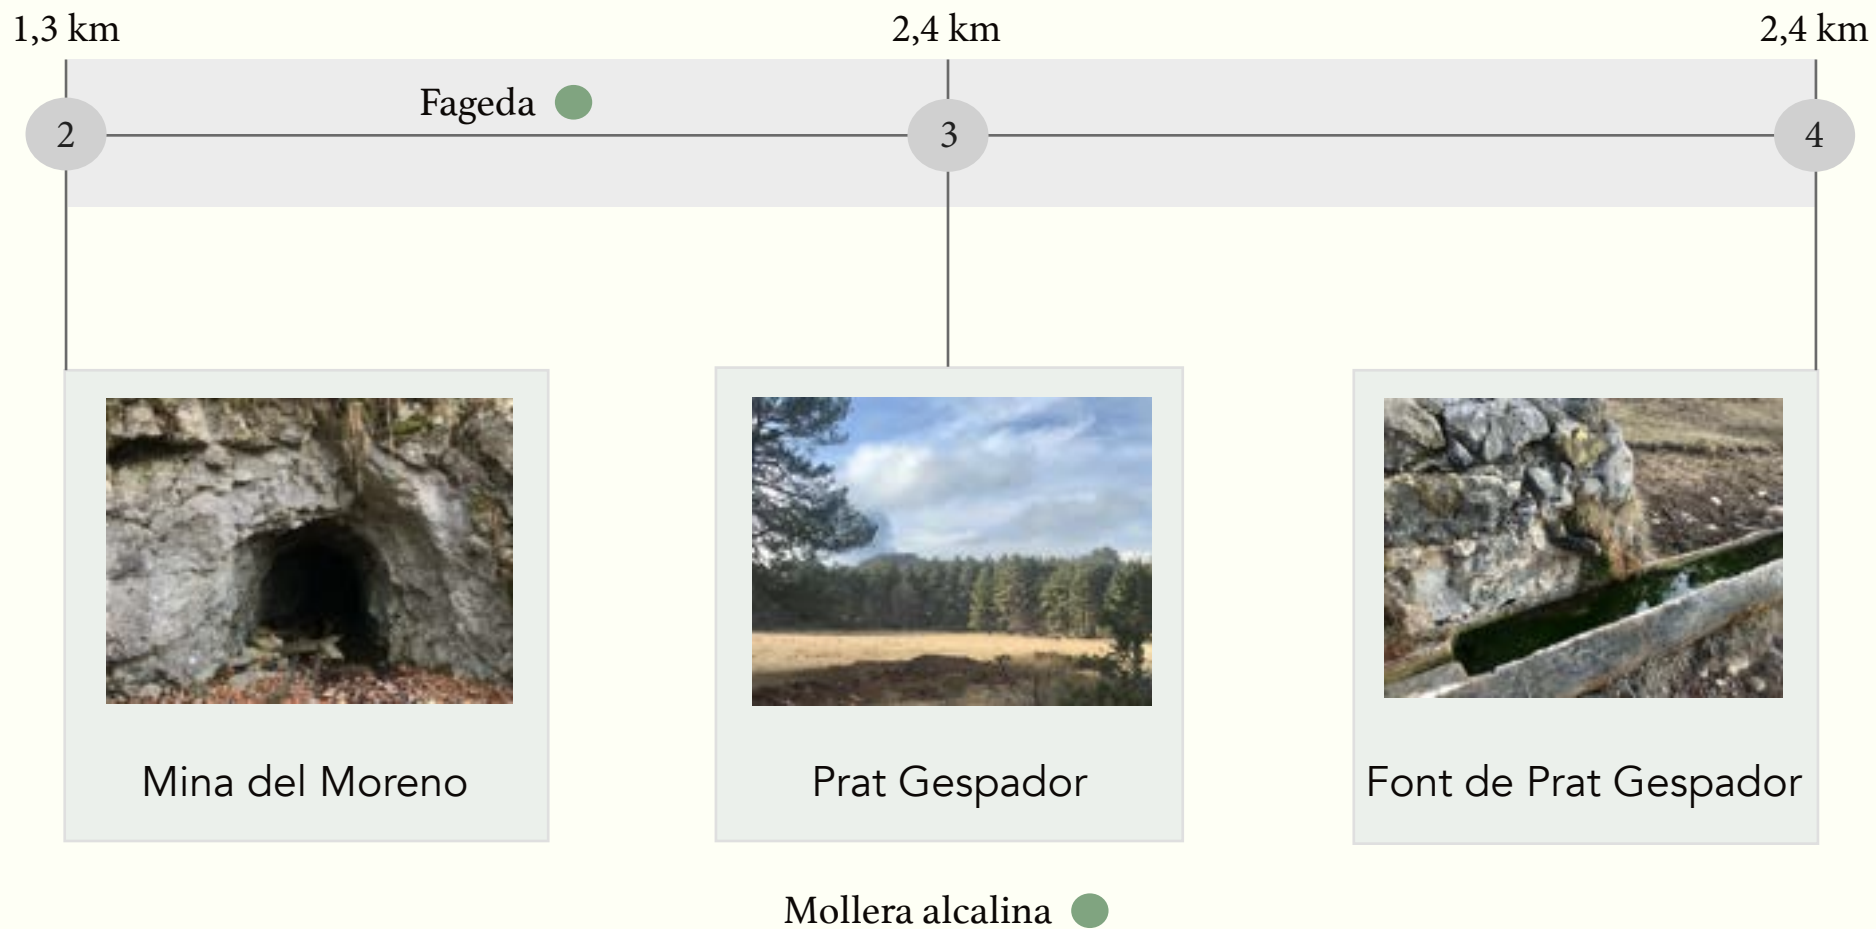 1,3 km
2,4 km
2,4 km
Fageda
2
3
4
Mina del Moreno
Prat Gespador
Font de Prat Gespador
Mollera alcalina